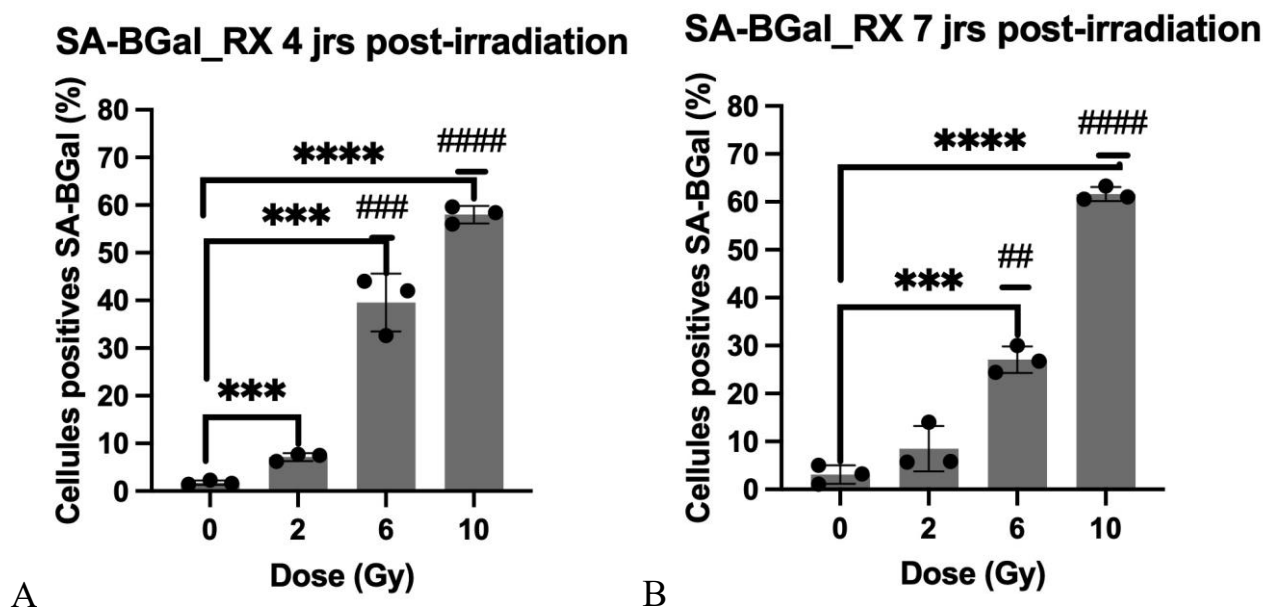 SA-BGal_RX 4 jrs post-irradiation
Cellules positives SA-BGal (%)
80
70
60
50
40
30
20
10
0
****
####
***
###
***
0 2 6 10
Dose (Gy)
A
SA-BGal_RX 7 jrs post-irradiation
Cellules positives SA-BGal (%)
80
70
60
50
40
30
20
10
0
****
####
***
##
0 2 6 10
Dose (Gy)
B